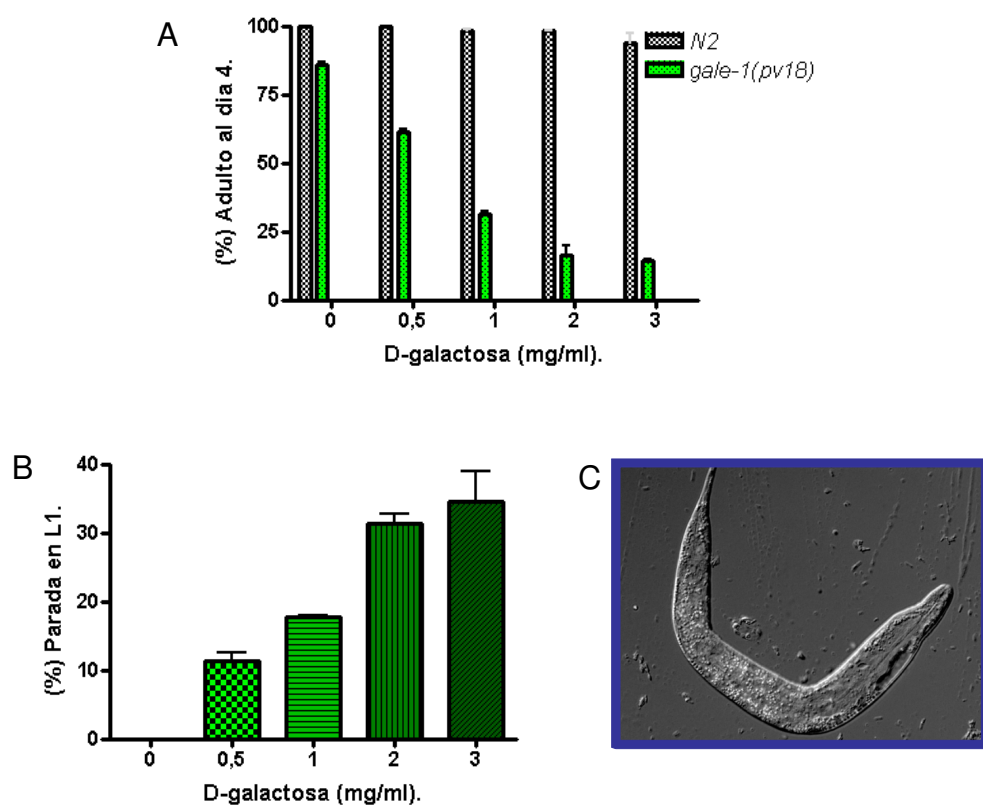 A
(%) Adulto al dia 4.
100
75
50
25
0
0 0,5 1 2 3
D-galactosa (mg/ml).
N2
gale-1(pv18)
B
(%) Parada en L1.
40
30
20
10
0
0 0,5 1 2 3
D-galactosa (mg/ml).
C